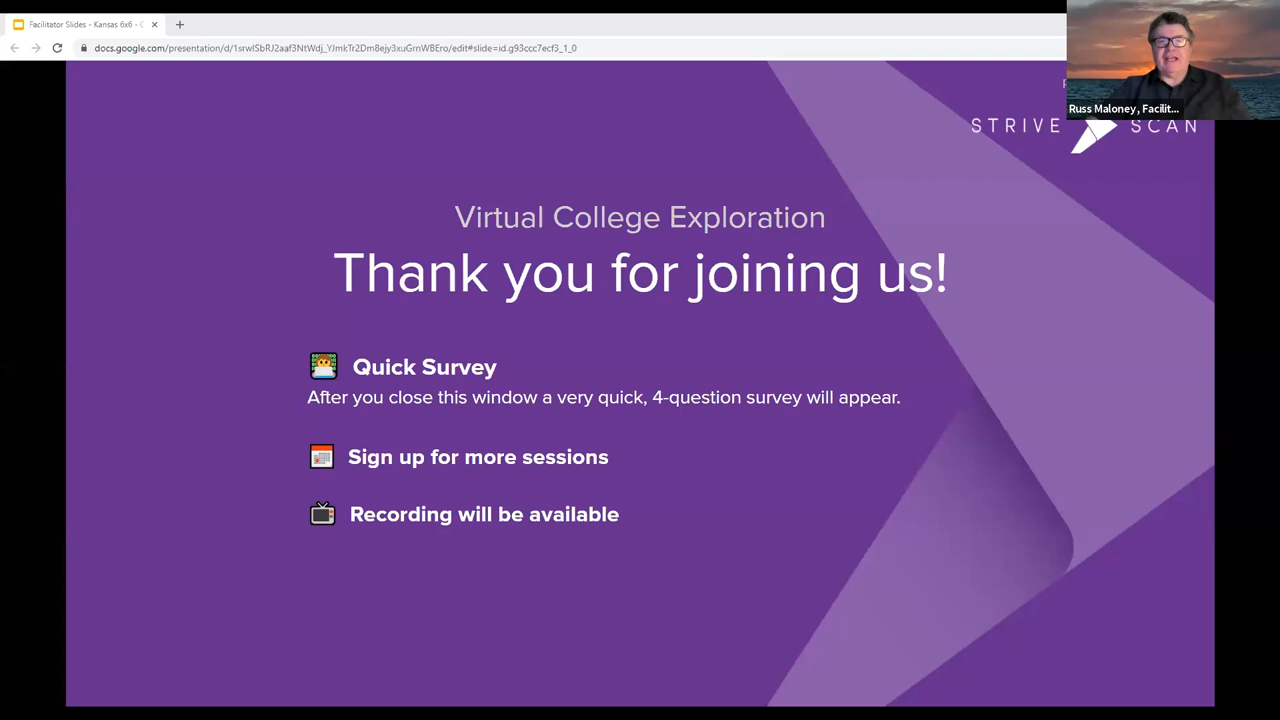 Facilitator Slides - Kansas 6x6 -
docs.google.com/presentation/d/1srwISbRJ2aaf3NtWdj_YJmkTr2Dm8ejy3xuGrnWBEro/edit#slide=id.g93ccc7ecf3_1_0
Russ Maloney, Facilit...
STRIVE SCAN
Virtual College Exploration
Thank you for joining us!
Quick Survey
After you close this window a very quick, 4-question survey will appear.
Sign up for more sessions
Recording will be available